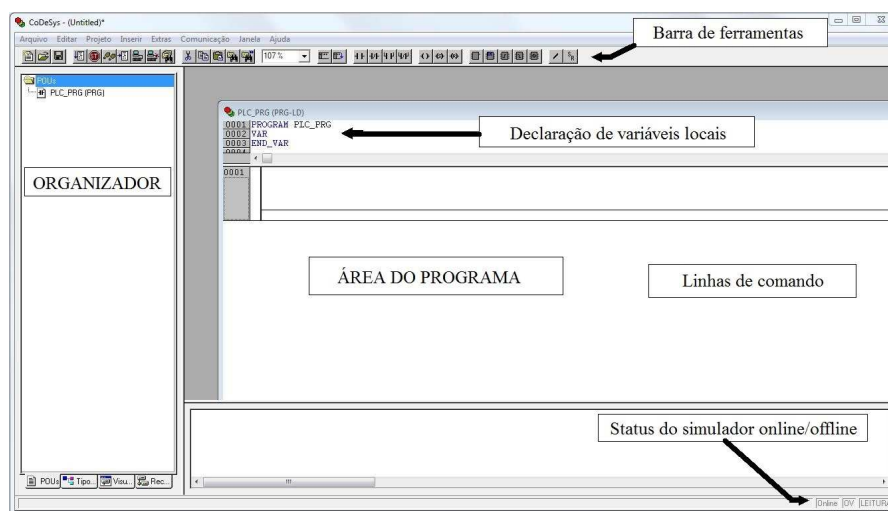 CoDeSys - (Untitled)*
Arquivo Editar Projeto Inserir Extras Comunicação Janela Ajuda
Barra de ferramentas
107%
POUs
PLC_PRG (PRG)
PLC_PRG (PRG-LD)
0001 PROGRAM PLC_PRG
0002 VAR
0003 END_VAR
0004
Declaração de variáveis locais
0001
ORGANIZADOR
ÁREA DO PROGRAMA
Linhas de comando
Status do simulador online/offline
POUs Tipo... Visu... Rec...
Online OV LEITURA